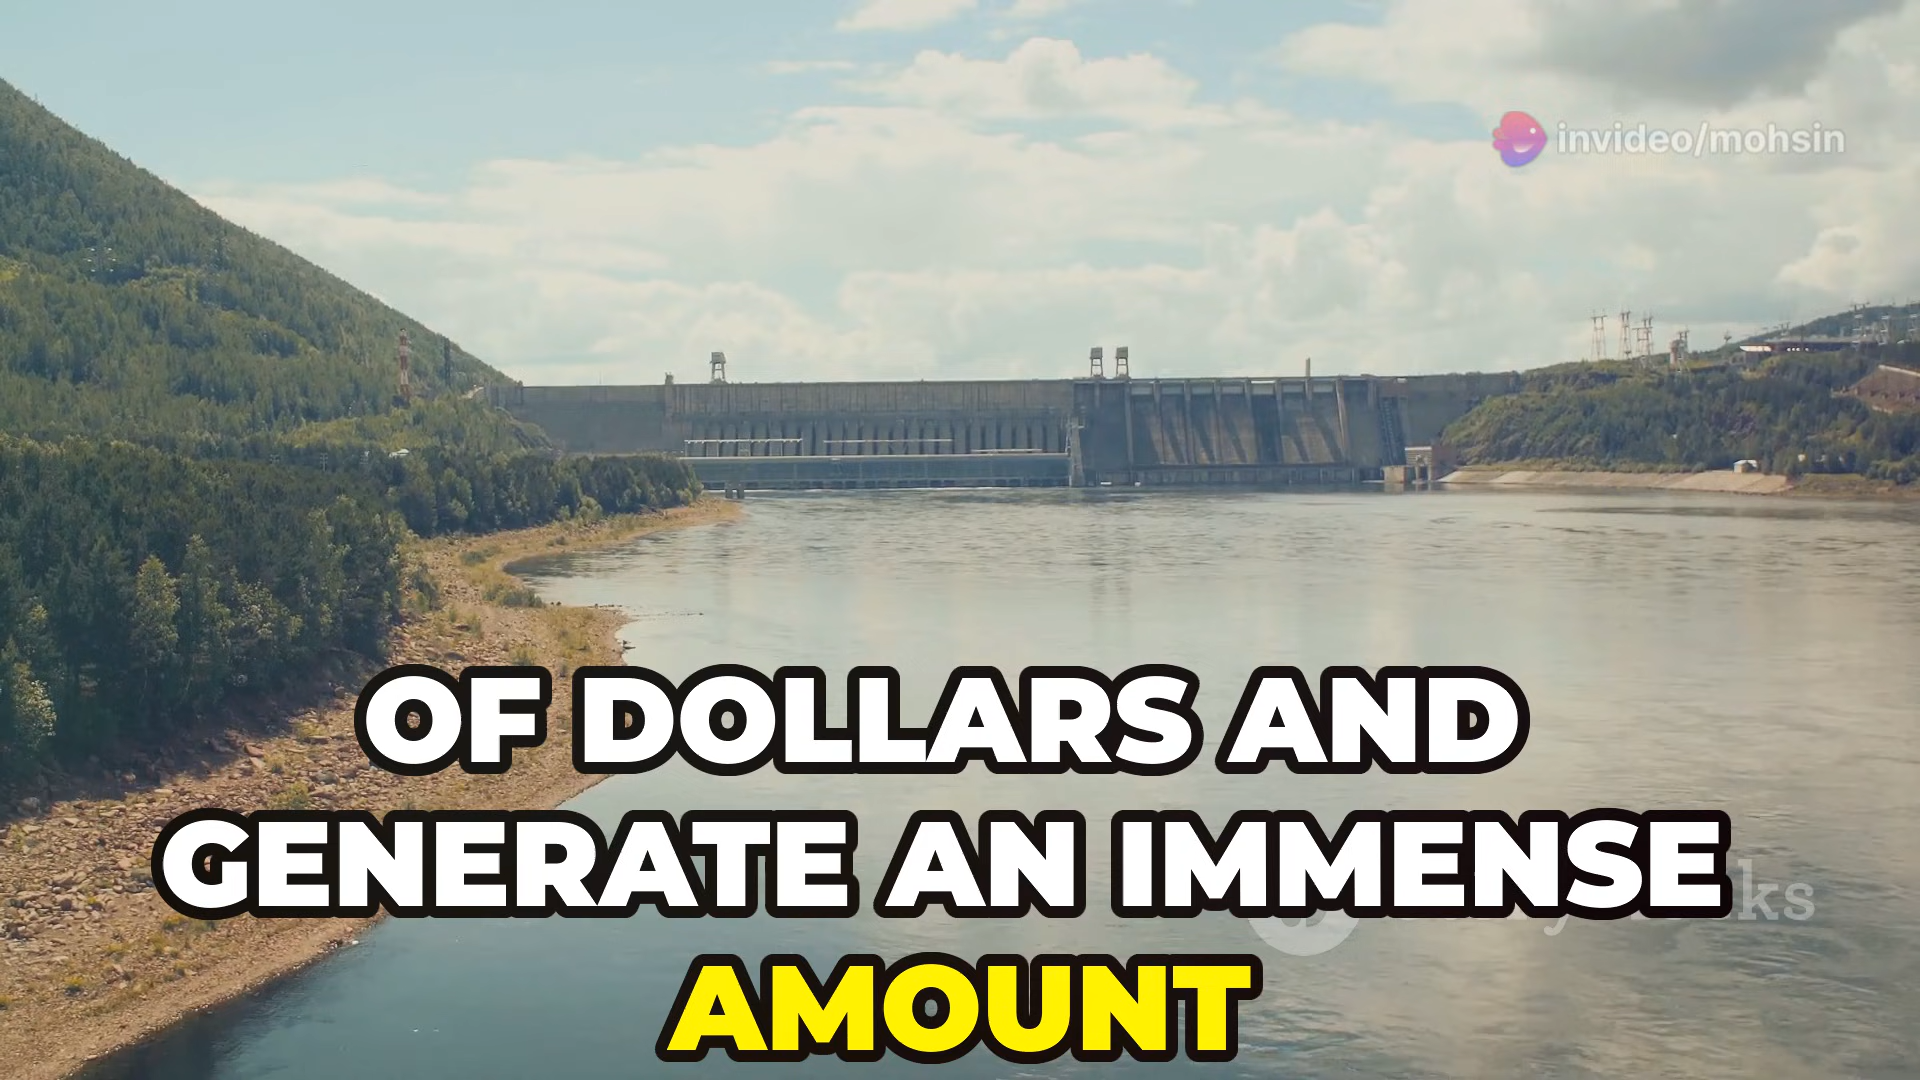 invideo/mohsin
OF DOLLARS AND
GENERATE AN IMMENSE
AMOUNT